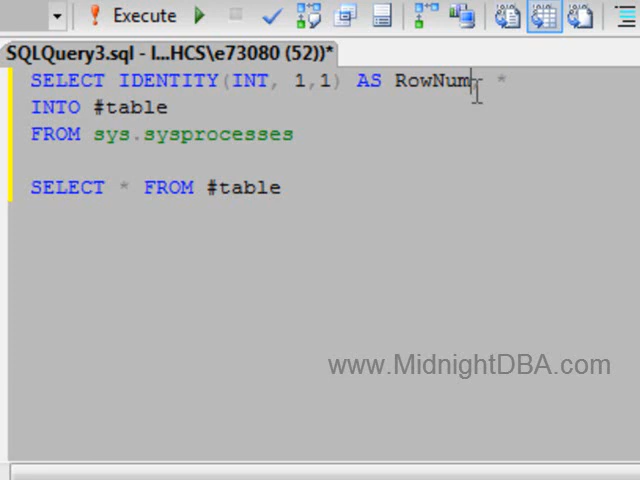 Execute
SQLQuery3.sql - l...HCS\e73080 (52))*
SELECT IDENTITY(INT, 1,1) AS RowNum, *
INTO #table
FROM sys.sysprocesses
SELECT * FROM #table
www.MidnightDBA.com